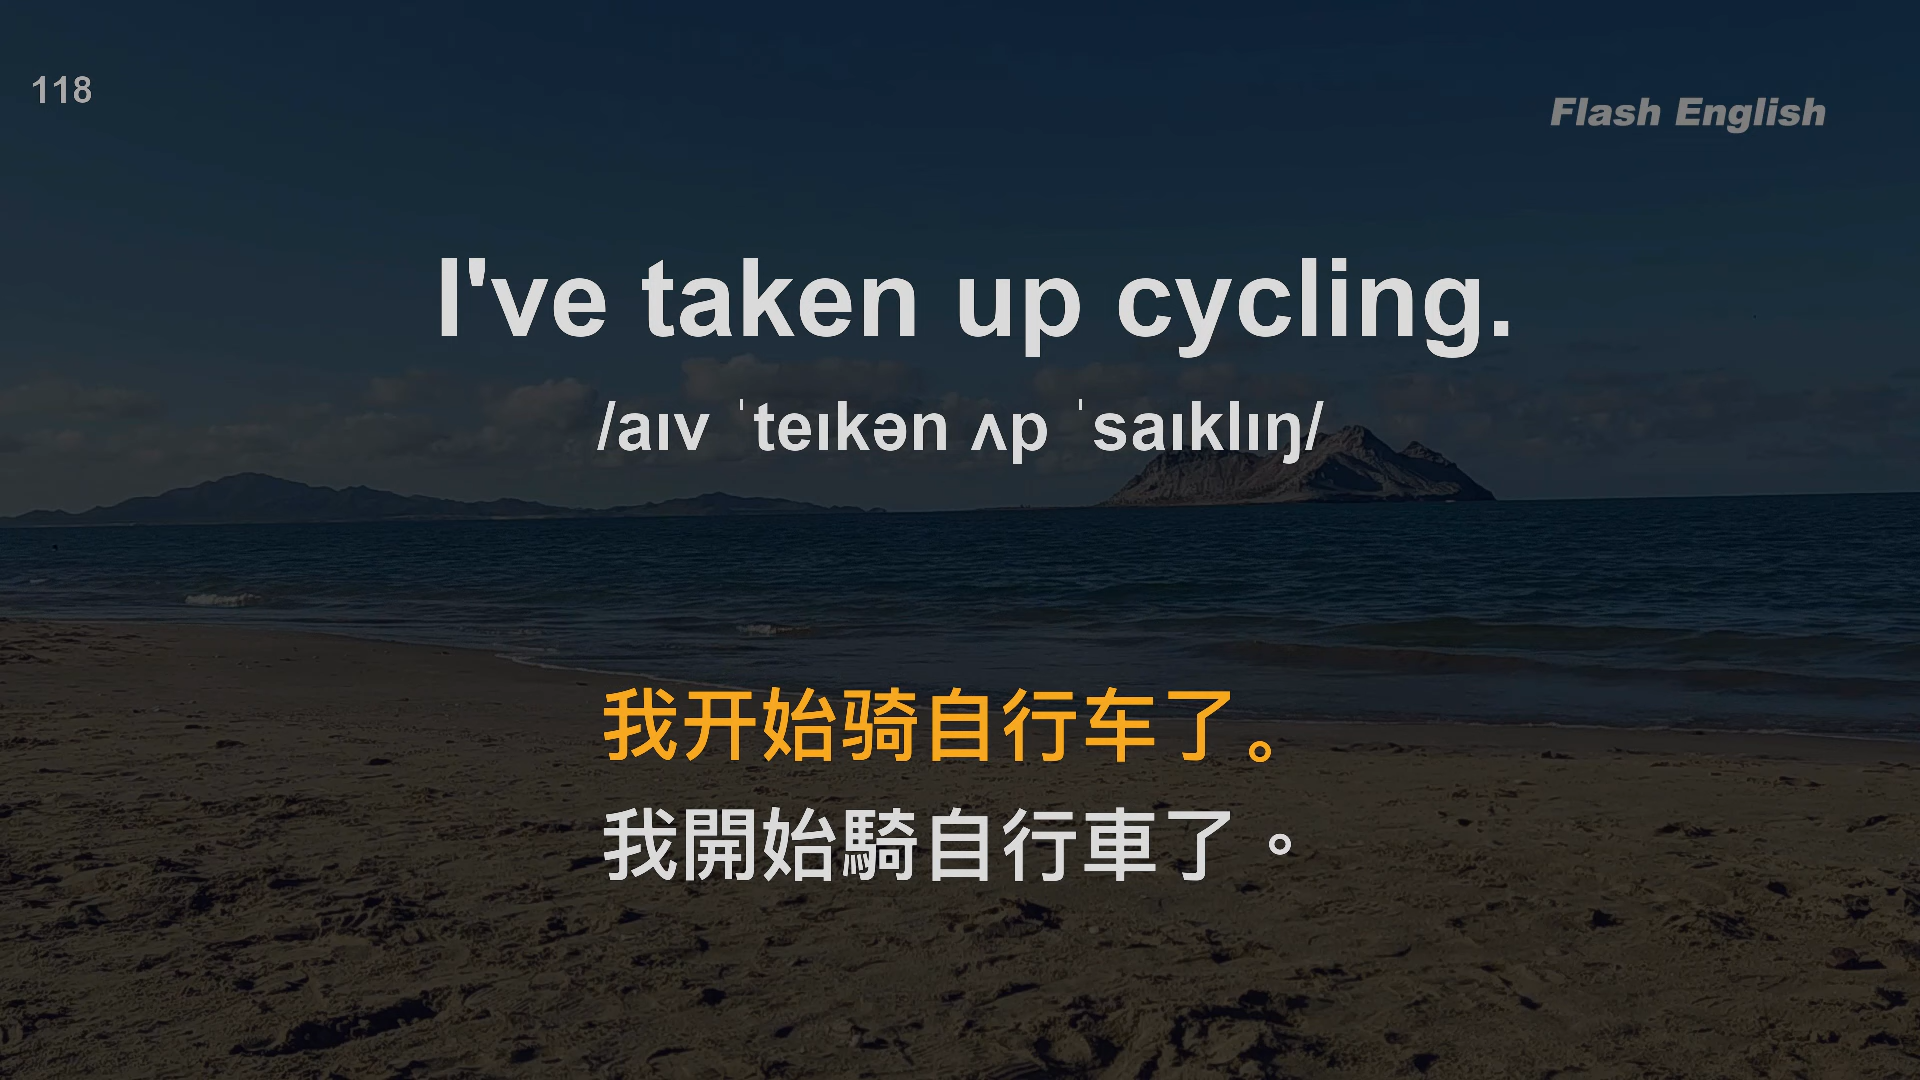 118
Flash English
I've taken up cycling.
/aɪv ˈteɪkən ʌp ˈsaɪklɪŋ/
我开始骑自行车了。
我開始騎自行車了。